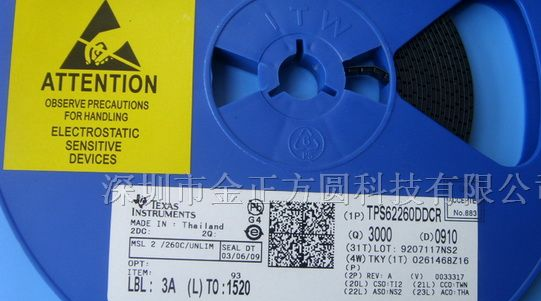 ITW
ATTENTION
OBSERVE PRECAUTIONS
FOR HANDLING
ELECTROSTATIC
SENSITIVE
DEVICES
深圳市金正方圆科技有限公司
TEXAS
INSTRUMENTS
MADE IN: Thailand
2DC: 2Q:
MSL 2 /260C/UNLIM
SEAL DT
03/06/09
OPT:
ITEM:
93
LBL: 3A (L) TO: 1520
G4
(1P) TPS62260DDCR
No.883
(Q) 3000 (D) 0910
(31T) LOT: 9207117NS2
(4W) TKY (1T) 0261468Z16
(P)
(2P) REV: A (V) 0033317
(20L) CSO: TI2 (21L) CCO: TWN
(22L) ASO: NS2 (23L) ACO: THA